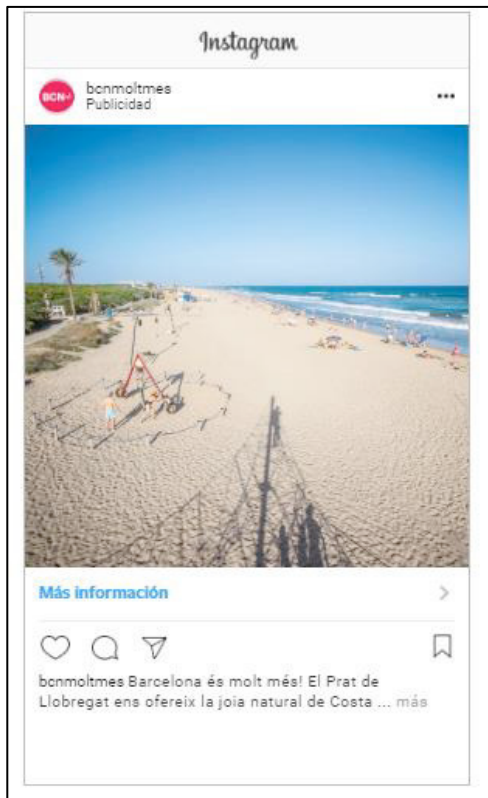 Instagram
BCN
bcnmoltmes
Publicidad
Más información
bcnmoltmes Barcelona és molt més! El Prat de
Llobregat ens ofereix la joia natural de Costa ... más